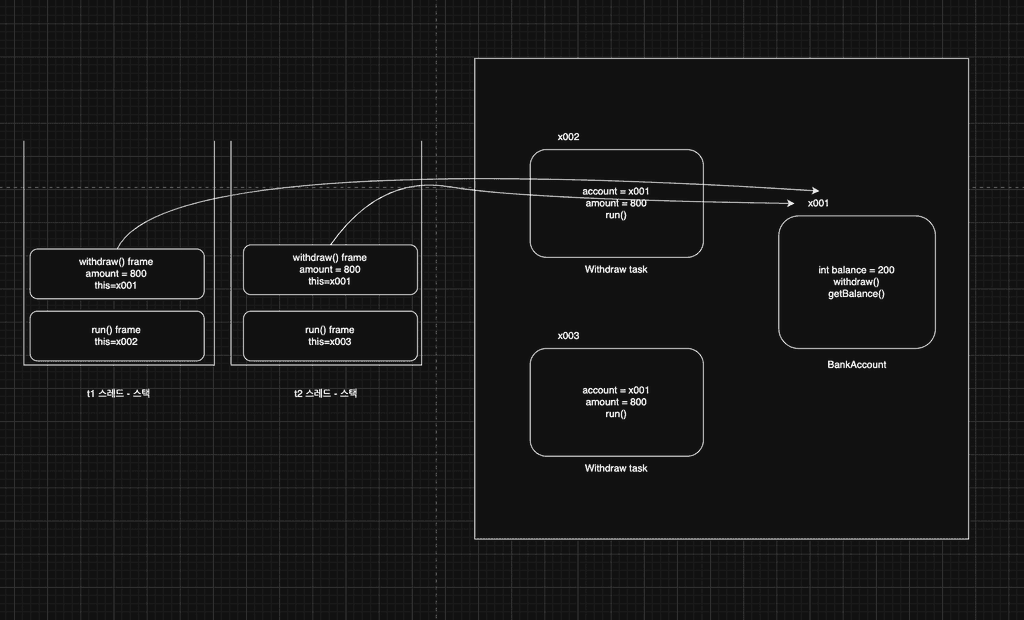 withdraw() frame
amount = 800
this=x001
run() frame
this=x002
t1 스레드 - 스택
withdraw() frame
amount = 800
this=x001
run() frame
this=x003
t2 스레드 - 스택
x002
account = x001
amount = 800
run()
Withdraw task
x003
account = x001
amount = 800
run()
Withdraw task
x001
int balance = 200
withdraw()
getBalance()
BankAccount